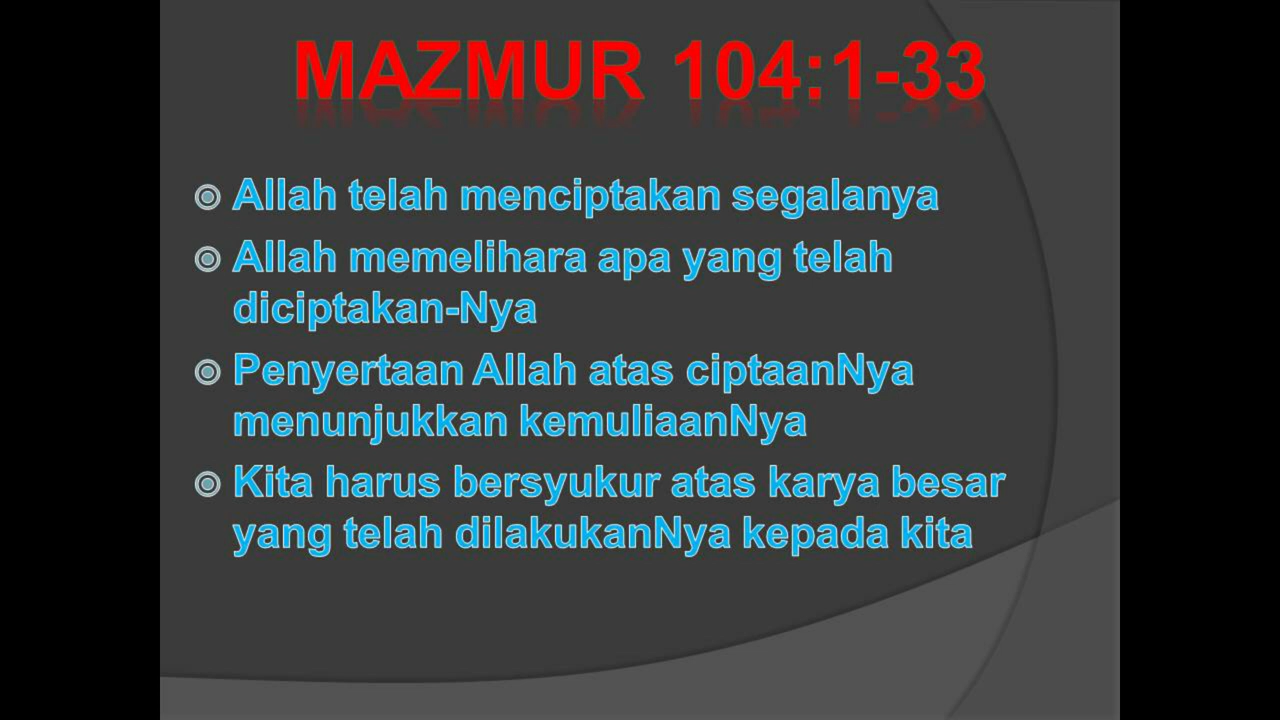 MAZMUR 104:1-33
Allah telah menciptakan segalanya
Allah memelihara apa yang telah
diciptakan-Nya
Penyertaan Allah atas ciptaanNya
menunjukkan kemuliaanNya
Kita harus bersyukur atas karya besar
yang telah dilakukanNya kepada kita